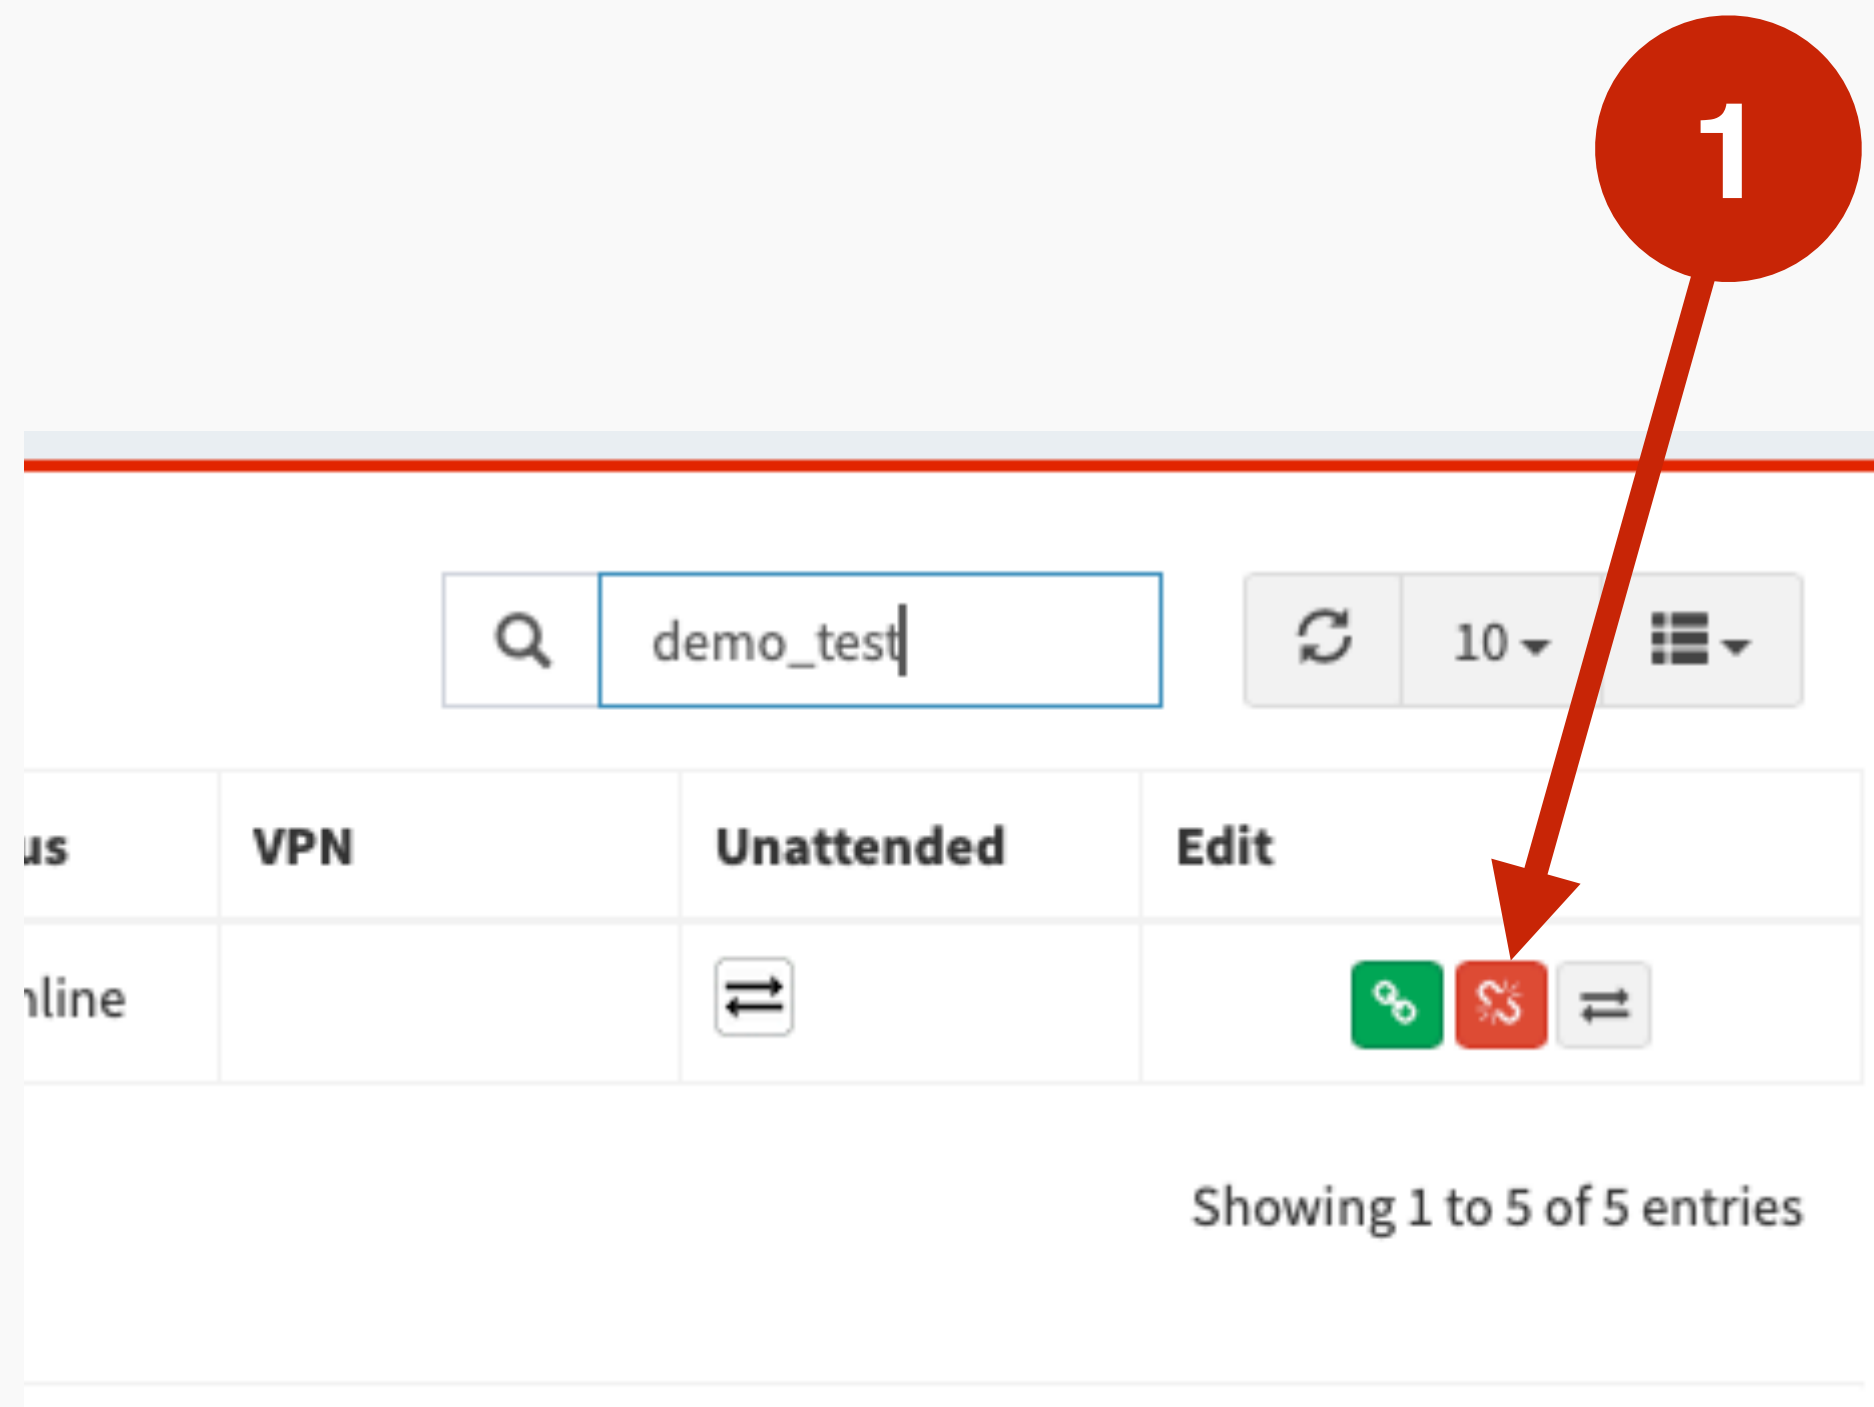 1
demo_test
10
us VPN Unattended Edit
nline
Showing 1 to 5 of 5 entries